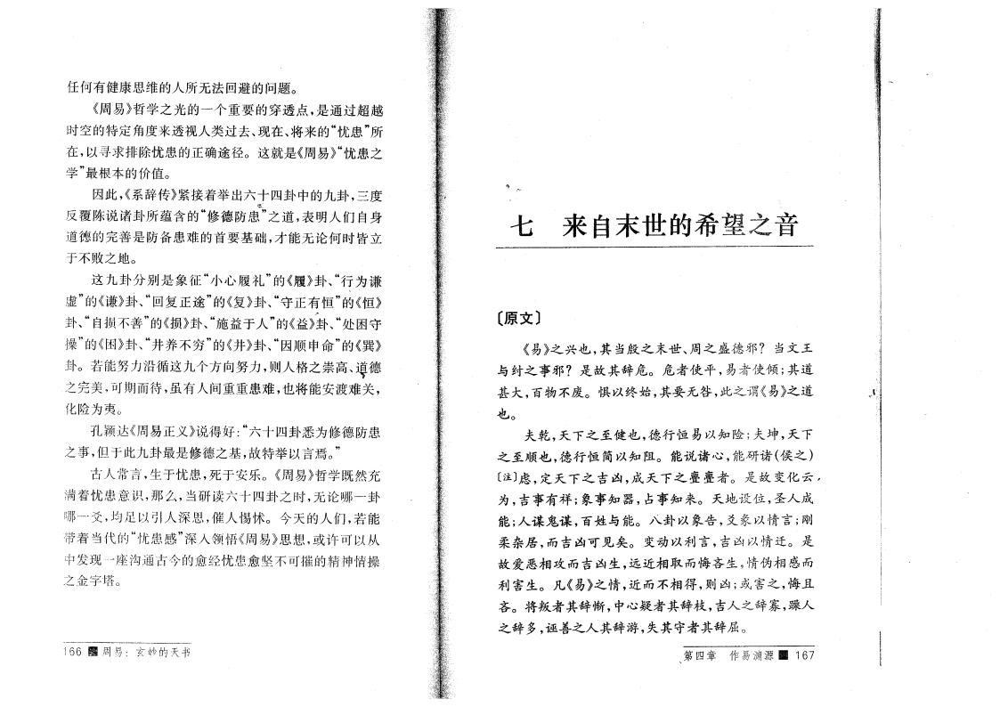 任何有健康思维的人所无法回避的问题。
《周易》哲学之光的一个重要的穿透点，是通过超越
时空的特定角度来透视人类过去、现在、将来的“忧患”所
在，以寻求排除忧患的正确途径。这就是《周易》“忧患之
学”最根本的价值。
因此，《系辞传》紧接着举出六十四卦中的九卦，三度
反覆陈说诸卦所蕴含的“修德防患”之道，表明人们自身
道德的完善是防备患难的首要基础，才能无论何时皆立
于不败之地。
这九卦分别是象征“小心履礼”的《履》卦、“行为谦
虚”的《谦》卦、“回复正途”的《复》卦、“守正有恒”的《恒》
卦、“自损不善”的《损》卦、“施益于人”的《益》卦、“处困守
操”的《困》卦、“井养不穷”的《井》卦、“因顺申命”的《巽》
卦。若能努力沿循这九个方向努力，则人格之崇高、道德
之完美，可期而待，虽有人间重重患难，也将能安渡难关，
化险为夷。
孔颖达《周易正义》说得好：“六十四卦悉为修德防患
之事，但于此九卦最是修德之基，故特举以言焉。”
古人常言，生于忧患，死于安乐。《周易》哲学既然充
满着忧患意识，那么，当研读六十四卦之时，无论哪一卦
哪一爻，均足以引人深思，催人惕怵。今天的人们，若能
带着当代的“忧患感”深入领悟《周易》思想，或许可以从
中发现一座沟通古今的愈经忧患愈坚不可摧的精神情操
之金字塔。
166 周易：玄妙的天书
七 来自末世的希望之音
〔原文〕
《易》之兴也，其当殷之末世、周之盛德邪？当文王
与纣之事邪？是故其辞危。危者使平，易者使倾；其道
甚大，百物不废。惧以终始，其要无咎，此之谓《易》之道
也。
夫乾，天下之至健也，德行恒易以知险；夫坤，天下
之至顺也，德行恒简以知阻。能说诸心，能研诸（侯之）
〔注〕虑，定天下之吉凶，成天下之亹亹者。是故变化云
为，吉事有祥；象事知器，占事知来。天地设位，圣人成
能；人谋鬼谋，百姓与能。八卦以象告，爻彖以情言；刚
柔杂居，而吉凶可见矣。变动以利言，吉凶以情迁。是
故爱恶相攻而吉凶生，远近相取而悔吝生，情伪相感而
利害生。凡《易》之情，近而不相得，则凶；或害之，悔且
吝。将叛者其辞惭，中心疑者其辞枝，吉人之辞寡，躁人
之辞多，诬善之人其辞游，失其守者其辞屈。
第四章 作易渊源 167